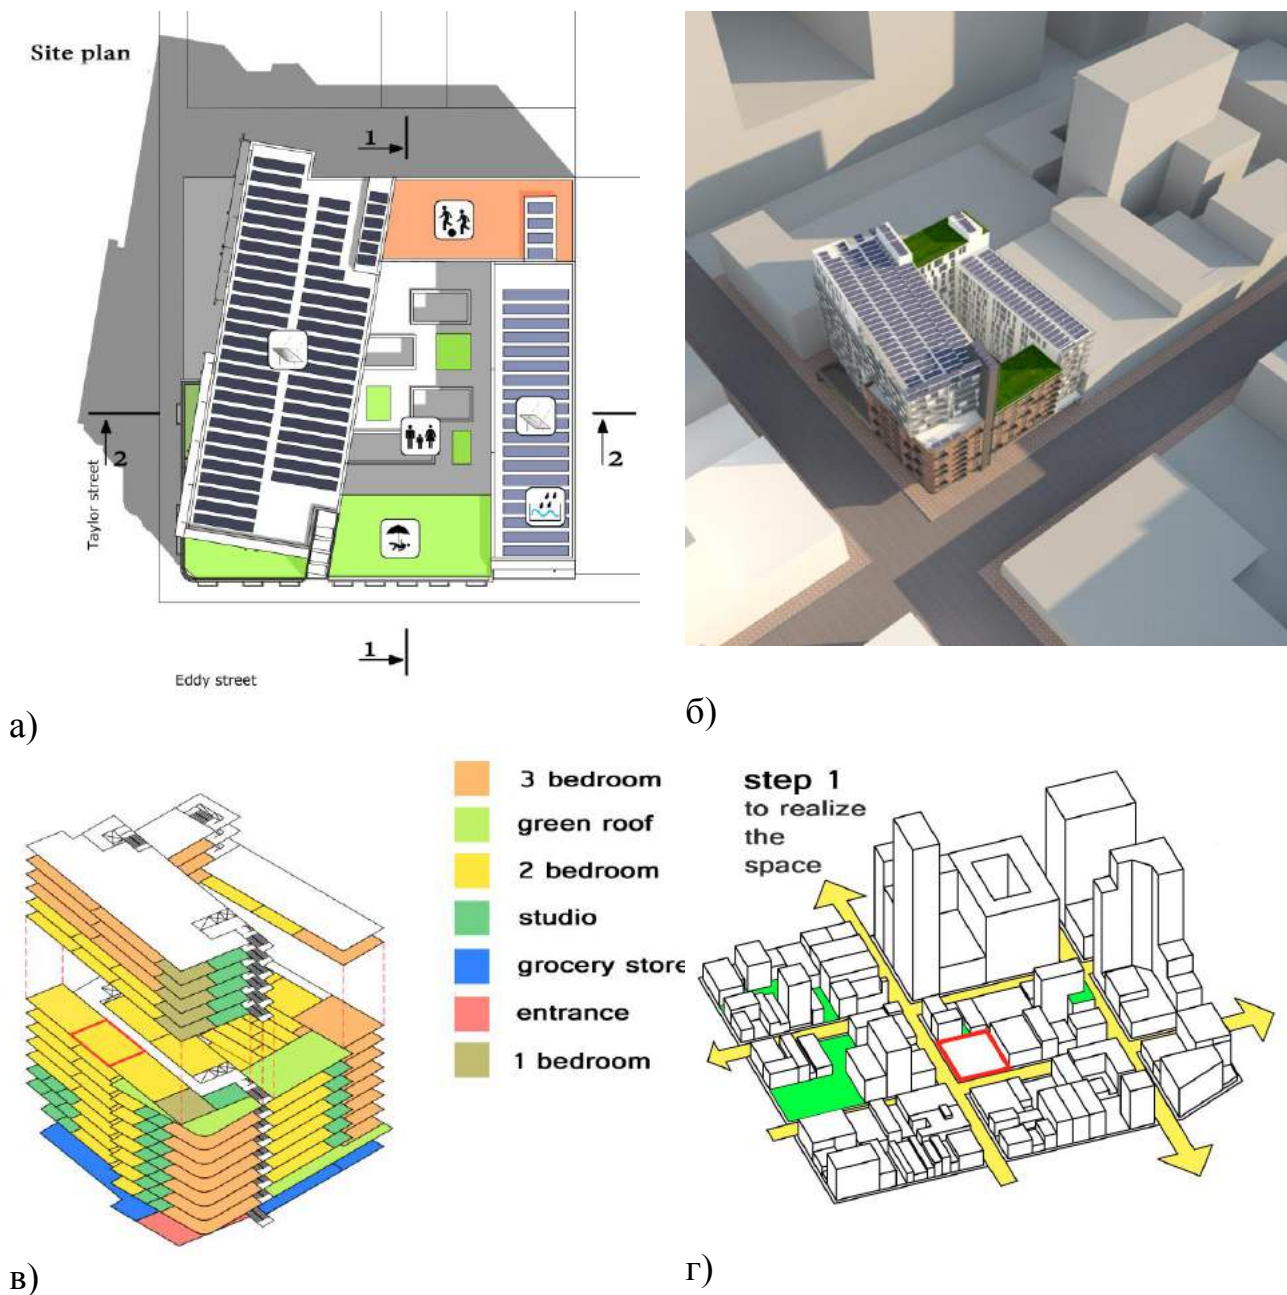 Site plan
1
2
2
Taylor street
1
Eddy street
а)
б)
3 bedroom
green roof
2 bedroom
studio
grocery store
entrance
1 bedroom
step 1
to realize
the
space
в)
г)